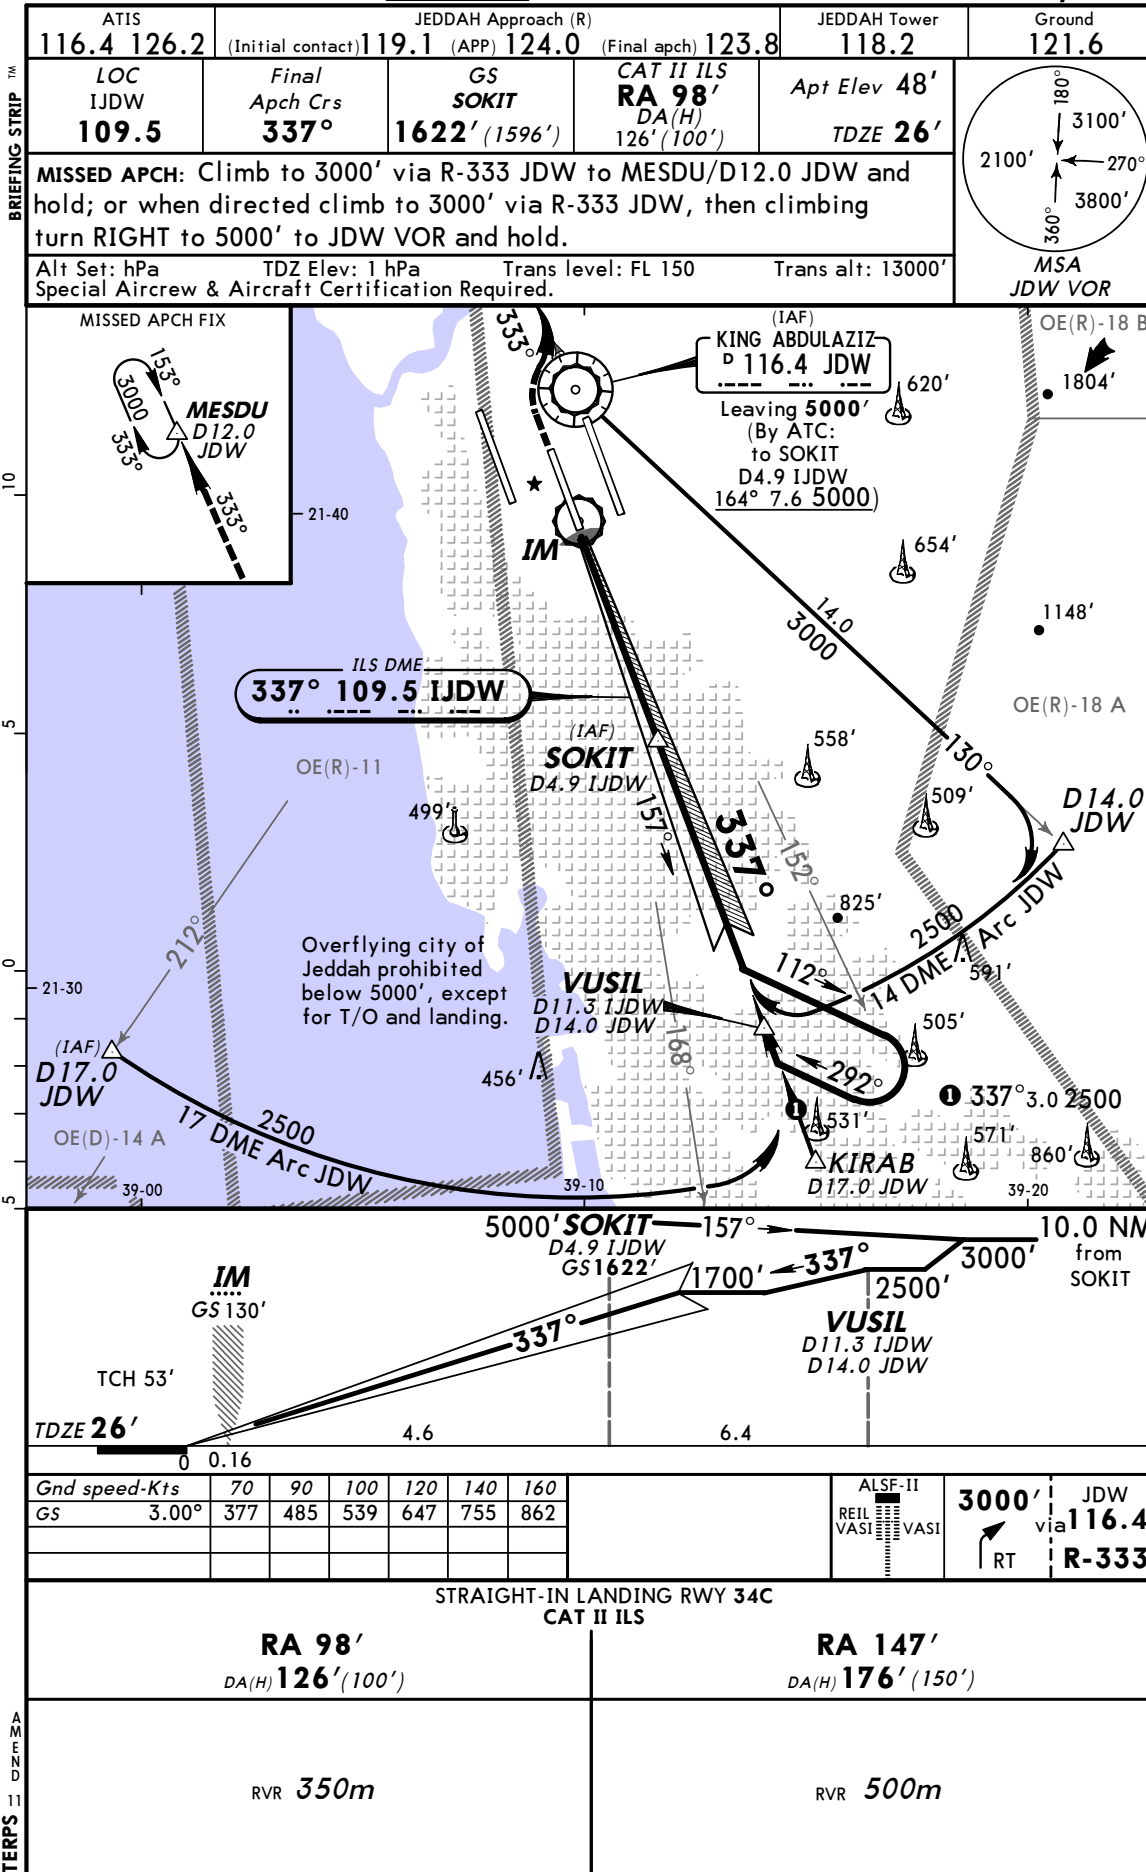 ATIS
116.4 126.2
JEDDAH Approach (R)
(Initial contact) 119.1 (APP) 124.0 (Final apch) 123.8
JEDDAH Tower
118.2
Ground
121.6
BRIEFING STRIP TM
LOC
IJDW
109.5
Final
Apch Crs
337°
GS
SOKIT
1622' (1596')
CAT II ILS
RA 98'
DA(H)
126' (100')
Apt Elev 48'
TDZE 26'
MISSED APCH: Climb to 3000' via R-333 JDW to MESDU/D12.0 JDW and
hold; or when directed climb to 3000' via R-333 JDW, then climbing
turn RIGHT to 5000' to JDW VOR and hold.
Alt Set: hPa TDZ Elev: 1 hPa Trans level: FL 150 Trans alt: 13000'
Special Aircrew & Aircraft Certification Required.
180°
3100'
2100'
270°
3800'
360°
MSA
JDW VOR
MISSED APCH FIX
153°
3000
333°
MESDU
D12.0
JDW
333°
333°
(IAF)
KING ABDULAZIZ
D 116.4 JDW
Leaving 5000'
(By ATC:
to SOKIT
D4.9 IJDW
164° 7.6 5000)
OE(R)-18 B
1804'
620'
10
21-40
IM
654'
14.0
3000
1148'
ILS DME
337° 109.5 IJDW
OE(R)-18 A
5
(IAF)
SOKIT
D4.9 IJDW
558'
130°
OE(R)-11
499'
157°
337°
509'
D14.0
JDW
152°
825'
2500
14 DME Arc JDW
212°
Overflying city of
Jeddah prohibited
below 5000', except
for T/O and landing.
0
21-30
112°
591'
VUSIL
D11.3 IJDW
D14.0 JDW
168°
505'
(IAF)
D17.0
JDW
456'
292°
1 337° 3.0 2500
1
531'
2500
17 DME Arc JDW
OE(D)-14 A
571'
860'
KIRAB
D17.0 JDW
5
39-00
39-10
39-20
5000' SOKIT 157°
D4.9 IJDW
GS 1622'
10.0 NM
from
SOKIT
3000'
337°
1700'
2500'
IM
GS 130'
337°
VUSIL
D11.3 IJDW
D14.0 JDW
TCH 53'
TDZE 26'
4.6
6.4
0 0.16
Gnd speed-Kts 70 90 100 120 140 160
GS 3.00° 377 485 539 647 755 862
ALSF-II
REIL
VASI VASI
3000'
RT
via
JDW
116.4
R-333
STRAIGHT-IN LANDING RWY 34C
CAT II ILS
RA 98'
DA(H) 126' (100')
RA 147'
DA(H) 176' (150')
RVR 350m
RVR 500m
AMEND 11
TERPS